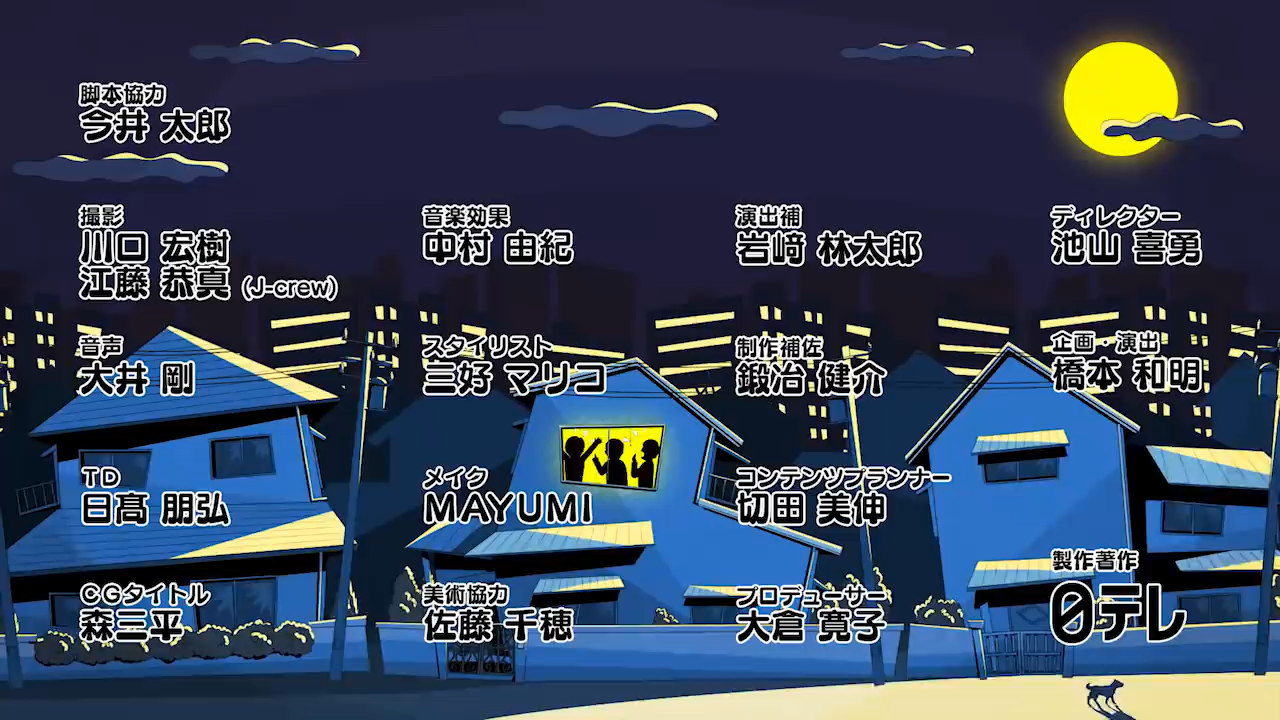 脚本協力
今井 太郎
撮影
川口 宏樹
江藤 恭真 (J-crew)
音声
大井 剛
TD
日髙 朋弘
CGタイトル
森三平
音楽効果
中村 由紀
スタイリスト
三好 マリコ
メイク
MAYUMI
美術協力
佐藤 千穂
演出補
岩﨑 林太郎
制作補佐
鍛冶 健介
コンテンツプランナー
切田 美伸
プロデューサー
大倉 寛子
ディレクター
池山 喜勇
企画・演出
橋本 和明
製作著作
日テレ